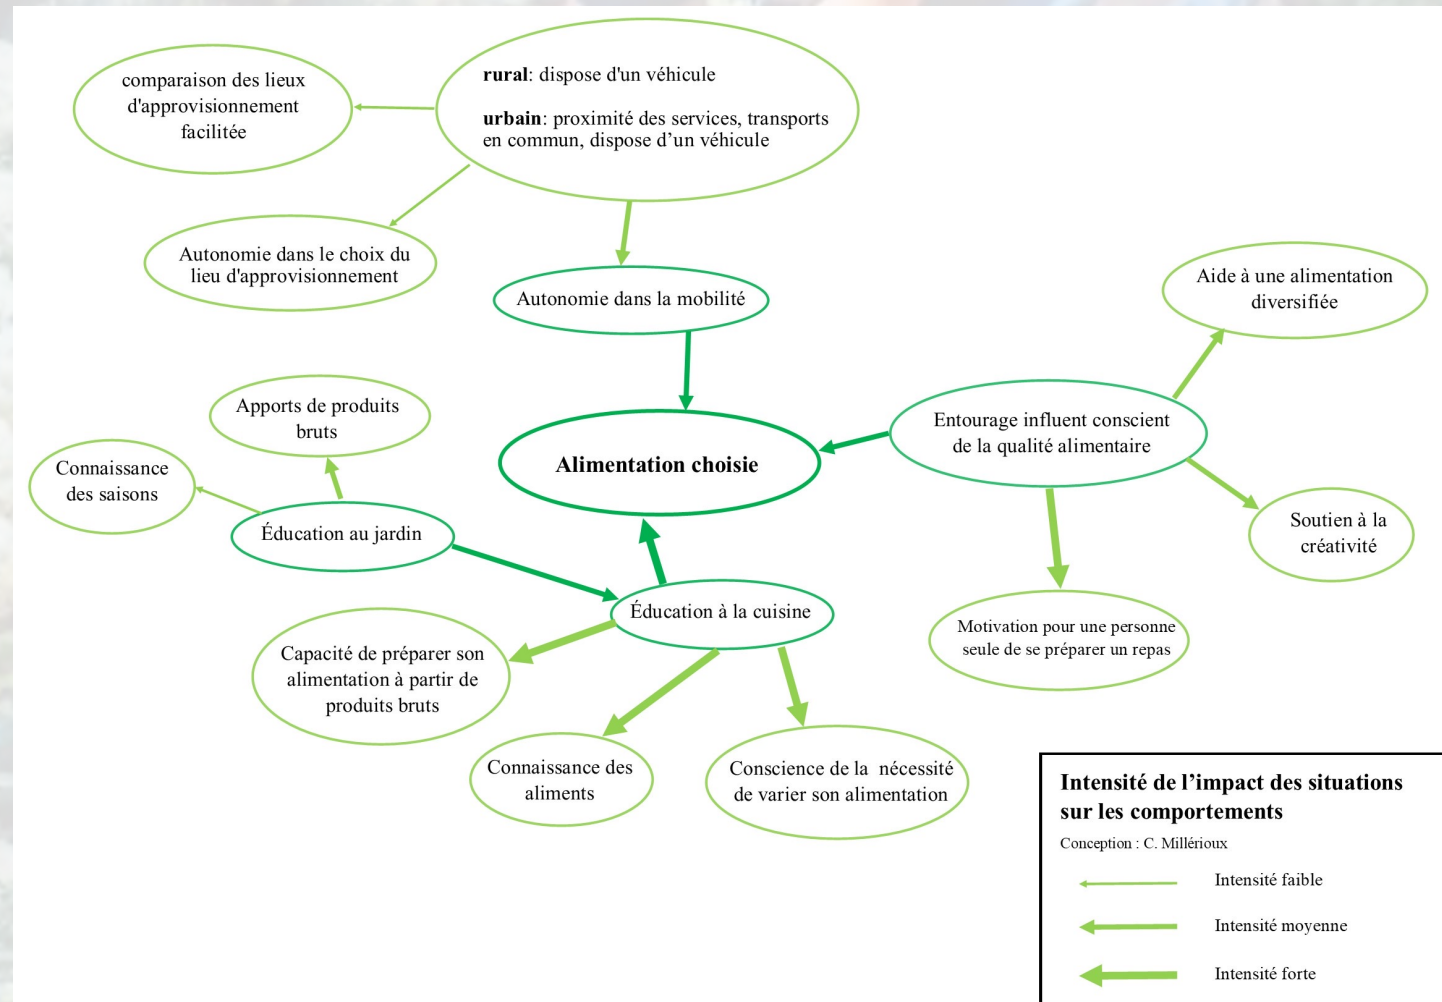 comparaison des lieux
d'approvisionnement
facilitée
rural: dispose d'un véhicule
urbain: proximité des services, transports
en commun, dispose d’un véhicule
Autonomie dans le choix du
lieu d'approvisionnement
Autonomie dans la mobilité
Aide à une alimentation
diversifiée
Apports de produits
bruts
Entourage influent conscient
de la qualité alimentaire
Alimentation choisie
Connaissance
des saisons
Éducation au jardin
Soutien à la
créativité
Éducation à la cuisine
Motivation pour une personne
seule de se préparer un repas
Capacité de préparer son
alimentation à partir de
produits bruts
Connaissance des
aliments
Conscience de la nécessité
de varier son alimentation
Intensité de l’impact des situations
sur les comportements
Conception : C. Millérioux
Intensité faible
Intensité moyenne
Intensité forte